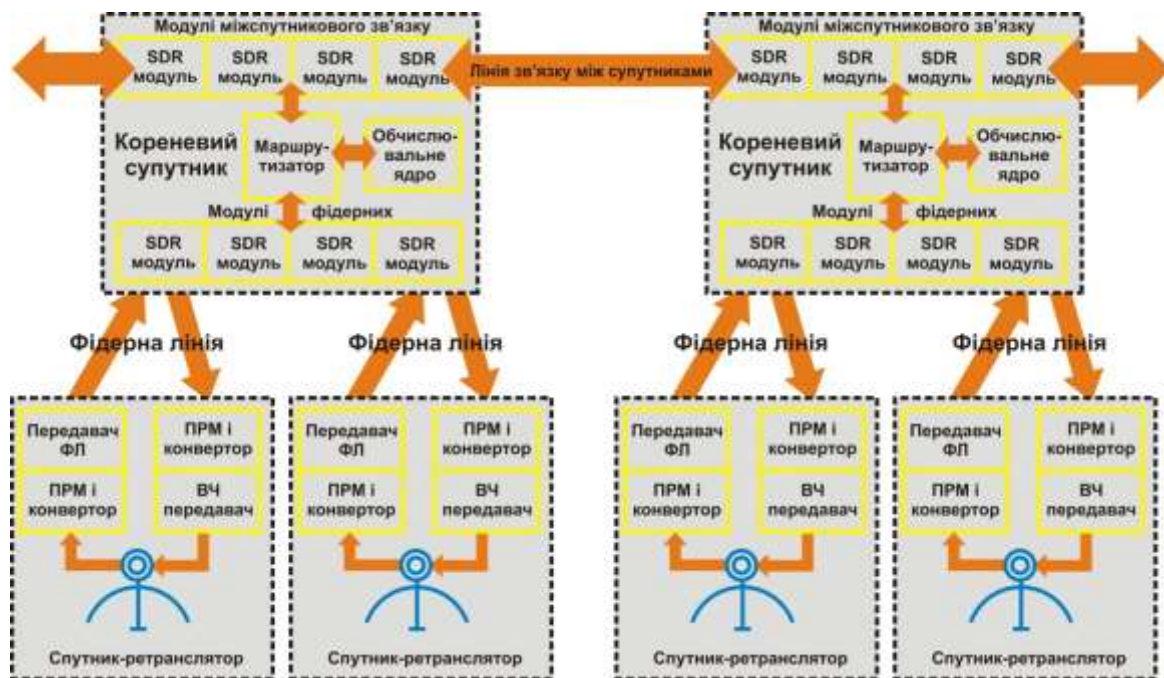 Модулі міжспутникового зв'язку
SDR модуль
SDR модуль
SDR модуль
SDR модуль
Лінія зв'язку між супутниками
Модулі міжспутникового зв'язку
SDR модуль
SDR модуль
SDR модуль
SDR модуль
Кореневий
супутник
Маршру-
тизатор
Обчислю-
вальне
ядро
Модулі фідерних
SDR модуль
SDR модуль
SDR модуль
SDR модуль
Кореневий
супутник
Маршру-
тизатор
Обчислю-
вальне
ядро
Модулі фідерних
SDR модуль
SDR модуль
SDR модуль
SDR модуль
Фідерна лінія
Фідерна лінія
Фідерна лінія
Фідерна лінія
Передавач
ФЛ
ПРМ і
конвертор
ПРМ і
конвертор
ВЧ
передавач
Спутник-ретранслятор
Передавач
ФЛ
ПРМ і
конвертор
ПРМ і
конвертор
ВЧ
передавач
Спутник-ретранслятор
Передавач
ФЛ
ПРМ і
конвертор
ПРМ і
конвертор
ВЧ
передавач
Спутник-ретранслятор
Передавач
ФЛ
ПРМ і
конвертор
ПРМ і
конвертор
ВЧ
передавач
Спутник-ретранслятор